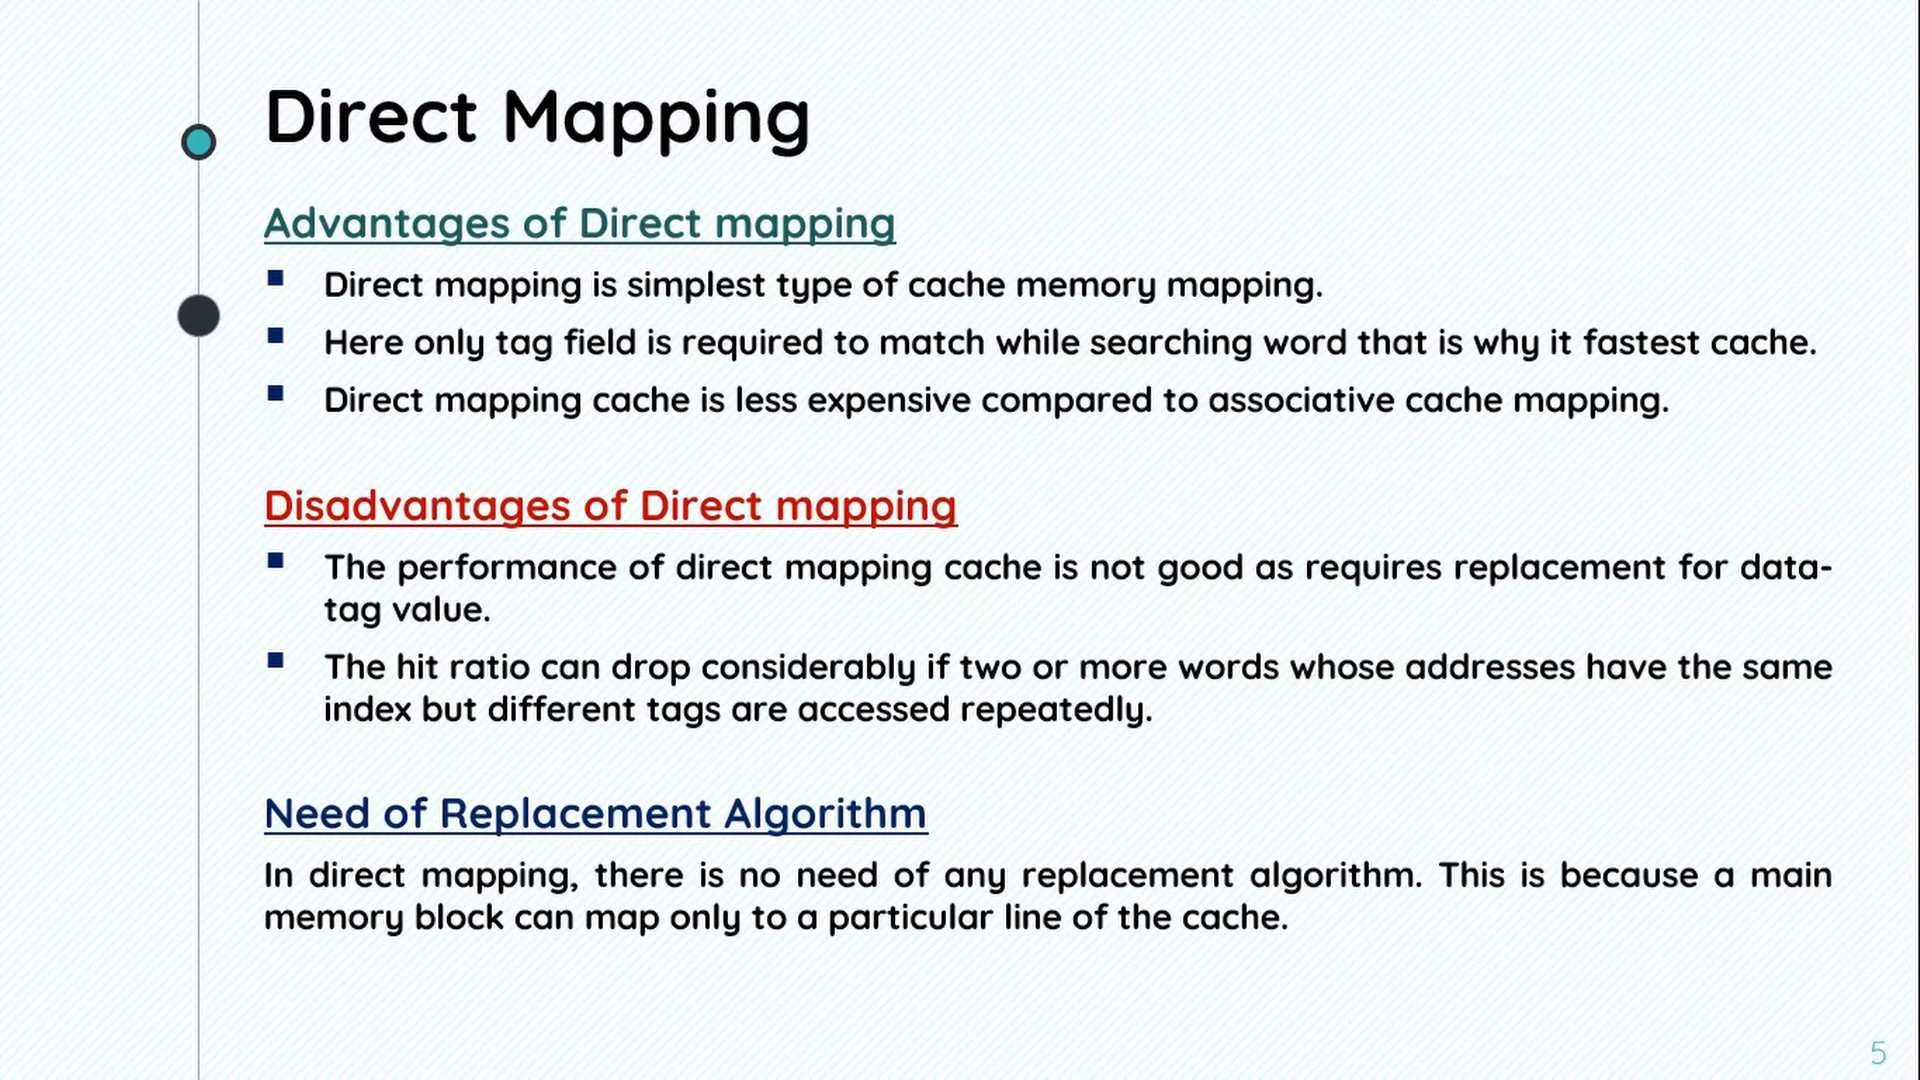 Direct Mapping
Advantages of Direct mapping
Direct mapping is simplest type of cache memory mapping.
Here only tag field is required to match while searching word that is why it fastest cache.
Direct mapping cache is less expensive compared to associative cache mapping.
Disadvantages of Direct mapping
The performance of direct mapping cache is not good as requires replacement for data-
tag value.
The hit ratio can drop considerably if two or more words whose addresses have the same
index but different tags are accessed repeatedly.
Need of Replacement Algorithm
In direct mapping, there is no need of any replacement algorithm. This is because a main
memory block can map only to a particular line of the cache.
5